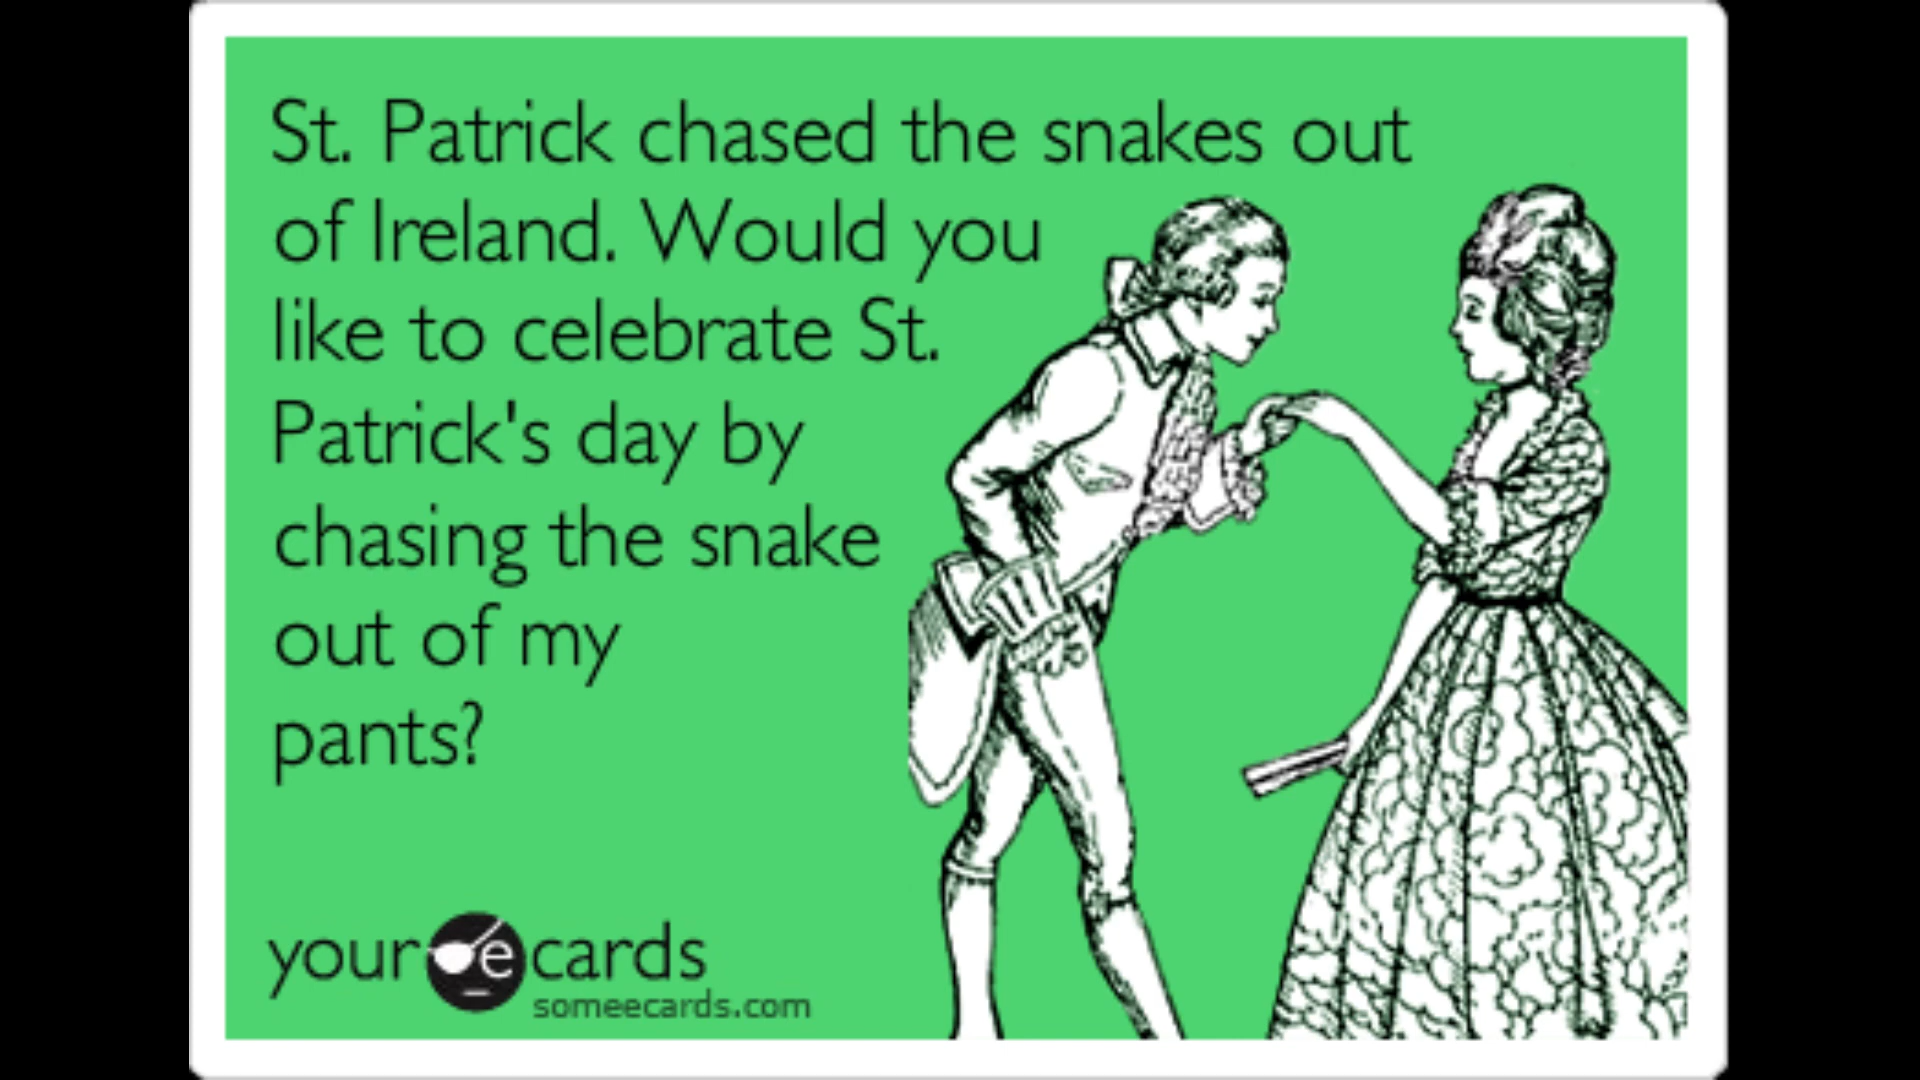 St. Patrick chased the snakes out
of Ireland. Would you
like to celebrate St.
Patrick's day by
chasing the snake
out of my
pants?
your e cards
someecards.com